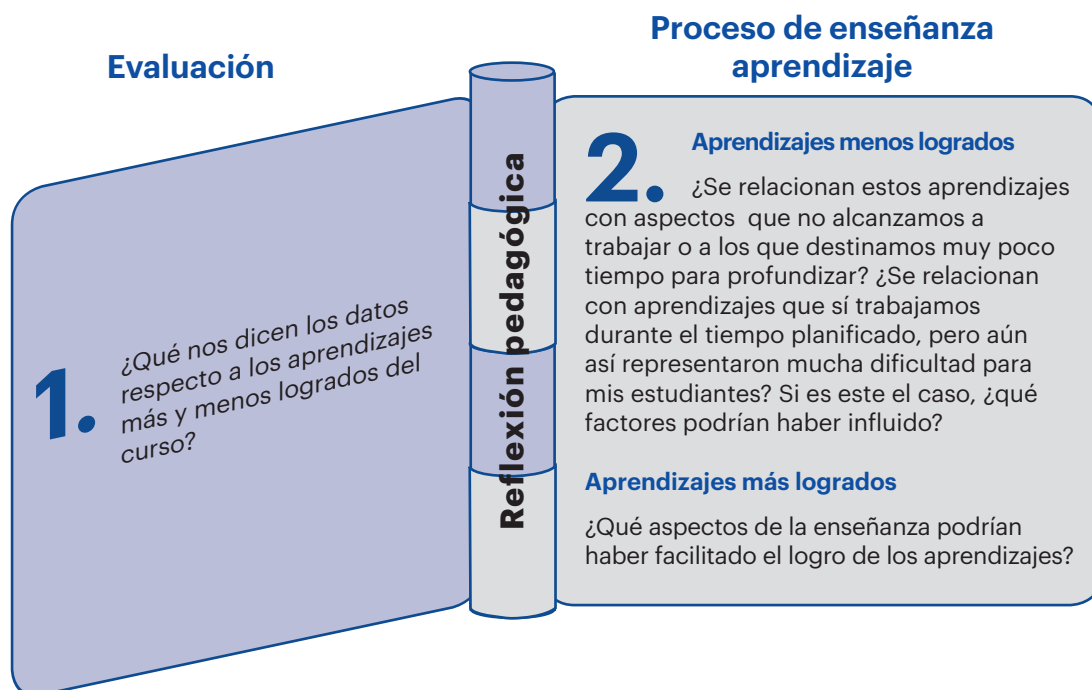 Evaluación
1.
¿Qué nos dicen los datos
respecto a los aprendizajes
más y menos logrados del
curso?
Reflexión pedagógica
Proceso de enseñanza
aprendizaje
2.
Aprendizajes menos logrados
¿Se relacionan estos aprendizajes
con aspectos que no alcanzamos a
trabajar o a los que destinamos muy poco
tiempo para profundizar? ¿Se relacionan
con aprendizajes que sí trabajamos
durante el tiempo planificado, pero aún
así representaron mucha dificultad para
mis estudiantes? Si es este el caso, ¿qué
factores podrían haber influido?
Aprendizajes más logrados
¿Qué aspectos de la enseñanza podrían
haber facilitado el logro de los aprendizajes?